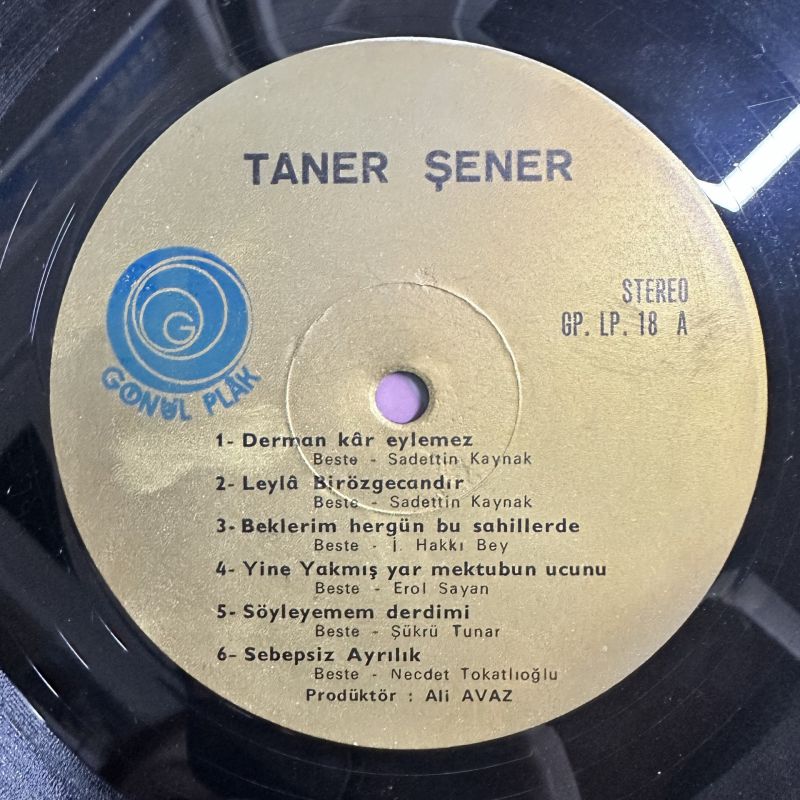 TANER ŞENER
STEREO
GP. LP. 18 A
G
GÖNÜL PLÂK
1- Derman kâr eylemez
Beste - Sadettin Kaynak
2- Leylâ Birözgecandır
Beste - Sadettin Kaynak
3- Beklerim hergün bu sahillerde
Beste - İ. Hakkı Bey
4- Yine Yakmış yar mektubun ucunu
Beste - Erol Sayan
5- Söyleyemem derdimi
Beste - Şükrü Tunar
6- Sebepsiz Ayrılık
Beste - Necdet Tokatlıoğlu
Prodüktör : Ali AVAZ